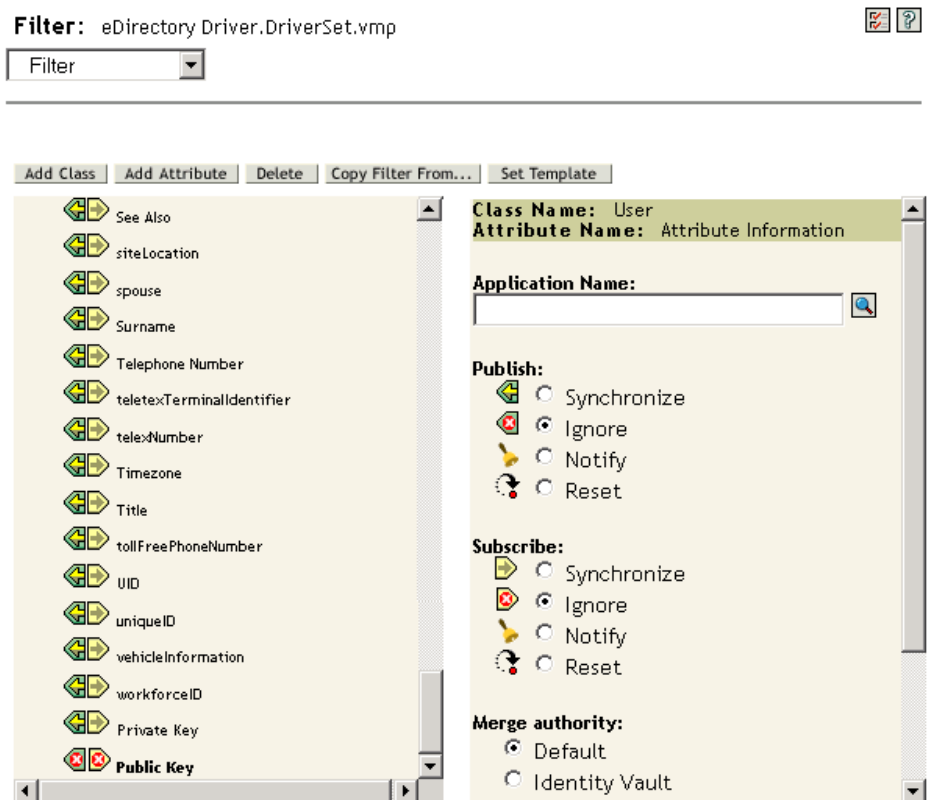 Filter: eDirectory Driver.DriverSet.vmp
Filter
Add Class Add Attribute Delete Copy Filter From... Set Template
See Also
siteLocation
spouse
Surname
Telephone Number
teletexTerminalIdentifier
telexNumber
Timezone
Title
tollFreePhoneNumber
UID
uniqueID
vehicleInformation
workforceID
Private Key
Public Key
Class Name: User
Attribute Name: Attribute Information
Application Name:
Publish:
Synchronize
Ignore
Notify
Reset
Subscribe:
Synchronize
Ignore
Notify
Reset
Merge authority:
Default
Identity Vault